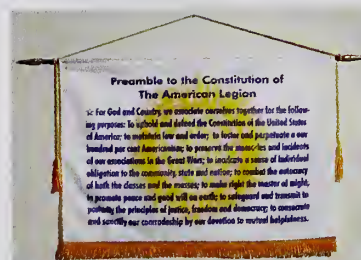 Preamble to the Constitution of
The American Legion
☆ For God and Country, we associate ourselves together for the follow-
ing purposes: To uphold and defend the Constitution of the United States
of America; to maintain law and order; to foster and perpetuate a one
hundred per cent Americanism; to preserve the memories and incidents
of our associations in the Great Wars; to inculcate a sense of individual
obligation to the community, state and nation; to combat the autocracy
of both the classes and the masses; to make right the master of might,
to promote peace and good will on earth; to safeguard and transmit to
posterity the principles of justice, freedom and democracy; to consecrate
and sanctify our comradeship by our devotion to mutual helpfulness.